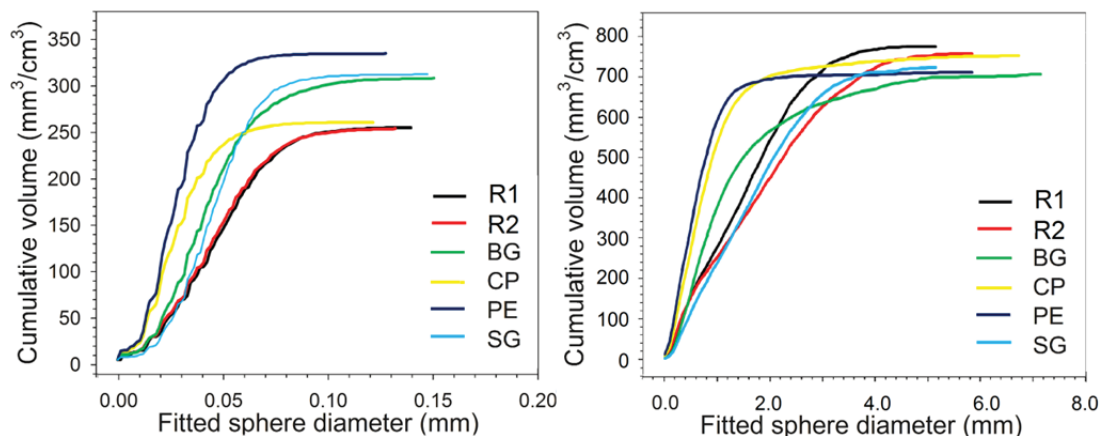 350
300
250
200
150
100
50
0
Cumulative volume (mm³/cm³)
R1
R2
BG
CP
PE
SG
0.00 0.05 0.10 0.15 0.20
Fitted sphere diameter (mm)
800
700
600
500
400
300
200
100
0
Cumulative volume (mm³/cm³)
R1
R2
BG
CP
PE
SG
0.0 2.0 4.0 6.0 8.0
Fitted sphere diameter (mm)